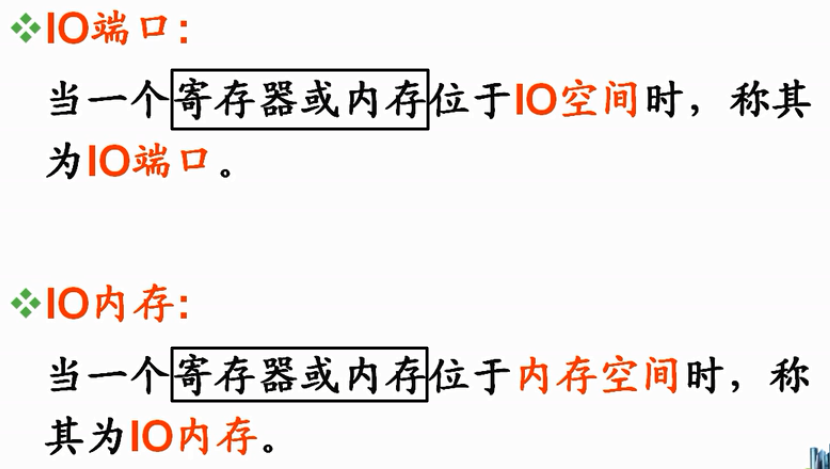 IO端口:
当一个寄存器或内存位于IO空间时，称其
为IO端口。
IO内存:
当一个寄存器或内存位于内存空间时，称
其为IO内存。